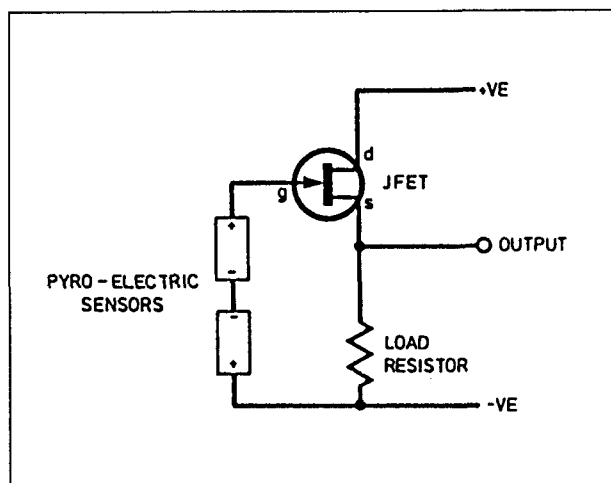 +VE
d
JFET
g
s
OUTPUT
+
-
PYRO-ELECTRIC
SENSORS
-
+
LOAD
RESISTOR
-VE